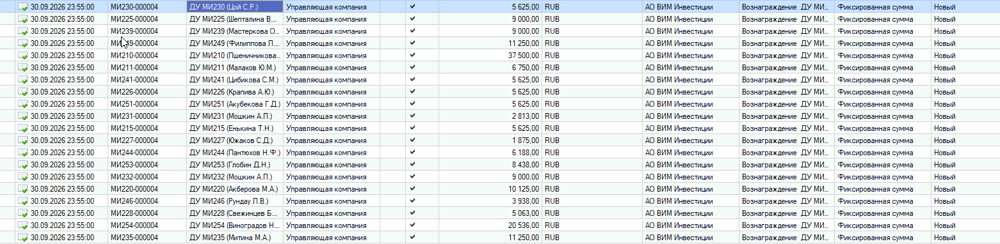 30.09.2026 23:55:00 МИ230-000004 ДУ МИ230 (Цой С.Р.) Управляющая компания 5 625,00 RUB АО ВИМ Инвестиции Вознаграждение ДУ МИ... Фиксированная сумма Новый
30.09.2026 23:55:00 МИ225-000004 ДУ МИ225 (Шепталина В... Управляющая компания 9 000,00 RUB АО ВИМ Инвестиции Вознаграждение ДУ МИ... Фиксированная сумма Новый
30.09.2026 23:55:00 МИ239-000004 ДУ МИ239 (Мастеркова О... Управляющая компания 9 000,00 RUB АО ВИМ Инвестиции Вознаграждение ДУ МИ... Фиксированная сумма Новый
30.09.2026 23:55:00 МИ249-000004 ДУ МИ249 (Филиппова Л... Управляющая компания 11 250,00 RUB АО ВИМ Инвестиции Вознаграждение ДУ МИ... Фиксированная сумма Новый
30.09.2026 23:55:00 МИ210-000004 ДУ МИ210 (Пшеничникова... Управляющая компания 37 500,00 RUB АО ВИМ Инвестиции Вознаграждение ДУ МИ... Фиксированная сумма Новый
30.09.2026 23:55:00 МИ211-000004 ДУ МИ211 (Малахов Ю.М.) Управляющая компания 6 750,00 RUB АО ВИМ Инвестиции Вознаграждение ДУ МИ... Фиксированная сумма Новый
30.09.2026 23:55:00 МИ241-000004 ДУ МИ241 (Цибикова С.М.) Управляющая компания 5 625,00 RUB АО ВИМ Инвестиции Вознаграждение ДУ МИ... Фиксированная сумма Новый
30.09.2026 23:55:00 МИ226-000004 ДУ МИ226 (Крапива А.Ю.) Управляющая компания 5 625,00 RUB АО ВИМ Инвестиции Вознаграждение ДУ МИ... Фиксированная сумма Новый
30.09.2026 23:55:00 МИ251-000004 ДУ МИ251 (Акубекова Г.Д.) Управляющая компания 5 625,00 RUB АО ВИМ Инвестиции Вознаграждение ДУ МИ... Фиксированная сумма Новый
30.09.2026 23:55:00 МИ231-000004 ДУ МИ231 (Мошкин А.П.) Управляющая компания 2 813,00 RUB АО ВИМ Инвестиции Вознаграждение ДУ МИ... Фиксированная сумма Новый
30.09.2026 23:55:00 МИ215-000004 ДУ МИ215 (Енькина Т.Н.) Управляющая компания 5 625,00 RUB АО ВИМ Инвестиции Вознаграждение ДУ МИ... Фиксированная сумма Новый
30.09.2026 23:55:00 МИ227-000004 ДУ МИ227 (Южаков С.Д.) Управляющая компания 1 875,00 RUB АО ВИМ Инвестиции Вознаграждение ДУ МИ... Фиксированная сумма Новый
30.09.2026 23:55:00 МИ244-000004 ДУ МИ244 (Пантюхов Н.Ф.) Управляющая компания 6 188,00 RUB АО ВИМ Инвестиции Вознаграждение ДУ МИ... Фиксированная сумма Новый
30.09.2026 23:55:00 МИ253-000004 ДУ МИ253 (Глобин Д.Н.) Управляющая компания 8 438,00 RUB АО ВИМ Инвестиции Вознаграждение ДУ МИ... Фиксированная сумма Новый
30.09.2026 23:55:00 МИ232-000004 ДУ МИ232 (Мошкин А.П.) Управляющая компания 9 000,00 RUB АО ВИМ Инвестиции Вознаграждение ДУ МИ... Фиксированная сумма Новый
30.09.2026 23:55:00 МИ220-000004 ДУ МИ220 (Акберова М.А.) Управляющая компания 10 125,00 RUB АО ВИМ Инвестиции Вознаграждение ДУ МИ... Фиксированная сумма Новый
30.09.2026 23:55:00 МИ246-000004 ДУ МИ246 (Рундау Л.В.) Управляющая компания 3 938,00 RUB АО ВИМ Инвестиции Вознаграждение ДУ МИ... Фиксированная сумма Новый
30.09.2026 23:55:00 МИ228-000004 ДУ МИ228 (Свежинцев Б... Управляющая компания 5 063,00 RUB АО ВИМ Инвестиции Вознаграждение ДУ МИ... Фиксированная сумма Новый
30.09.2026 23:55:00 МИ254-000004 ДУ МИ254 (Виноградов Н... Управляющая компания 20 536,00 RUB АО ВИМ Инвестиции Вознаграждение ДУ МИ... Фиксированная сумма Новый
30.09.2026 23:55:00 МИ235-000004 ДУ МИ235 (Митина М.А.) Управляющая компания 11 250,00 RUB АО ВИМ Инвестиции Вознаграждение ДУ МИ... Фиксированная сумма Новый